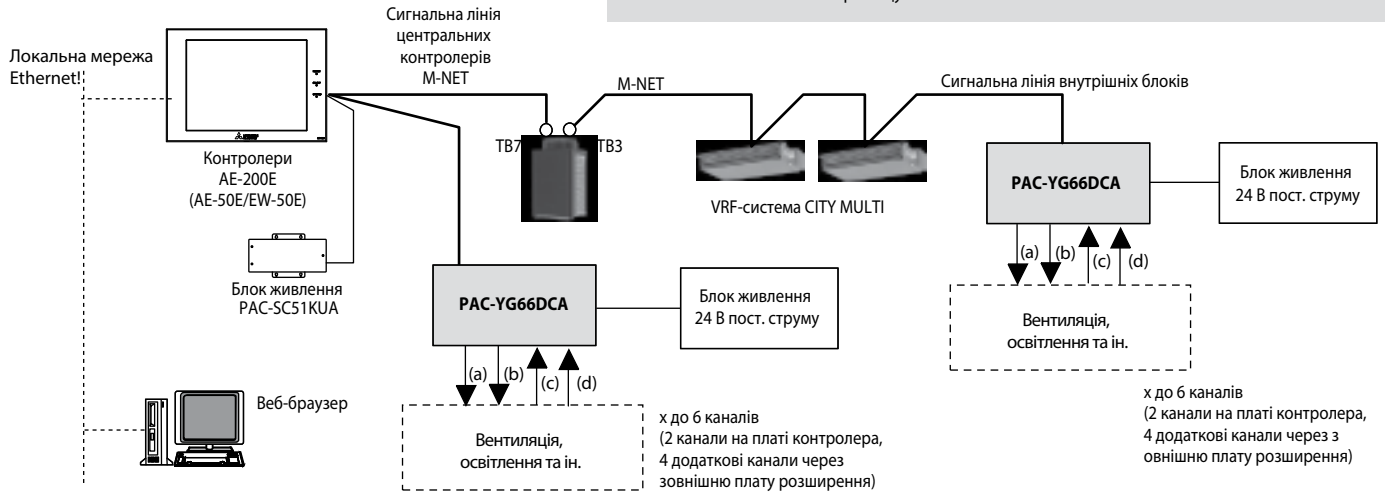 Сигнальна лінія
центральних
контролерів
M-NET
Локальна мережа
Ethernet!
M-NET
Сигнальна лінія внутрішніх блоків
TB7
TB3
Контролери
AE-200E
(AE-50E/EW-50E)
VRF-система CITY MULTI
PAC-YG66DCA
Блок живлення
24 В пост. струму
(a)
(b)
(c)
(d)
Вентиляція,
освітлення та ін.
х до 6 каналів
(2 канали на платі контролера,
4 додаткові канали через з
овнішню плату розширення)
Блок живлення
PAC-SC51KUA
PAC-YG66DCA
Блок живлення
24 В пост. струму
(a)
(b)
(c)
(d)
Вентиляція,
освітлення та ін.
х до 6 каналів
(2 канали на платі контролера,
4 додаткові канали через
зовнішню плату розширення)
Веб-браузер